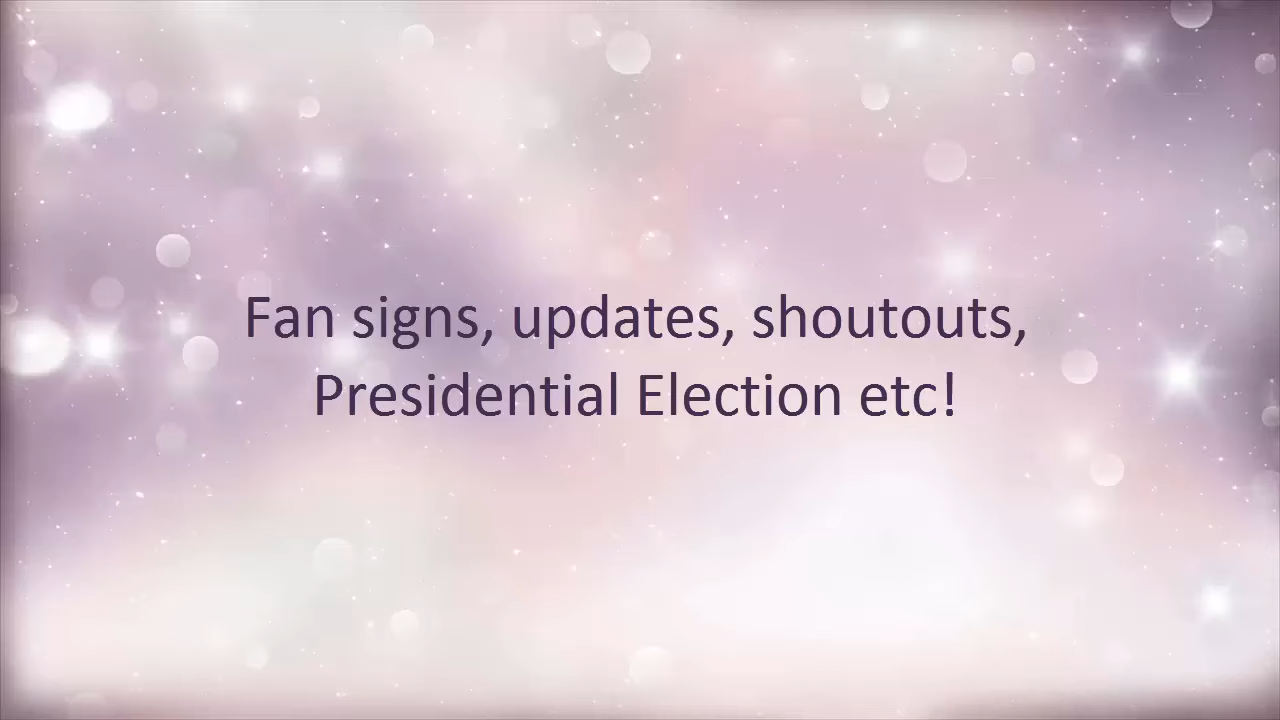 Fan signs, updates, shoutouts,
Presidential Election etc!